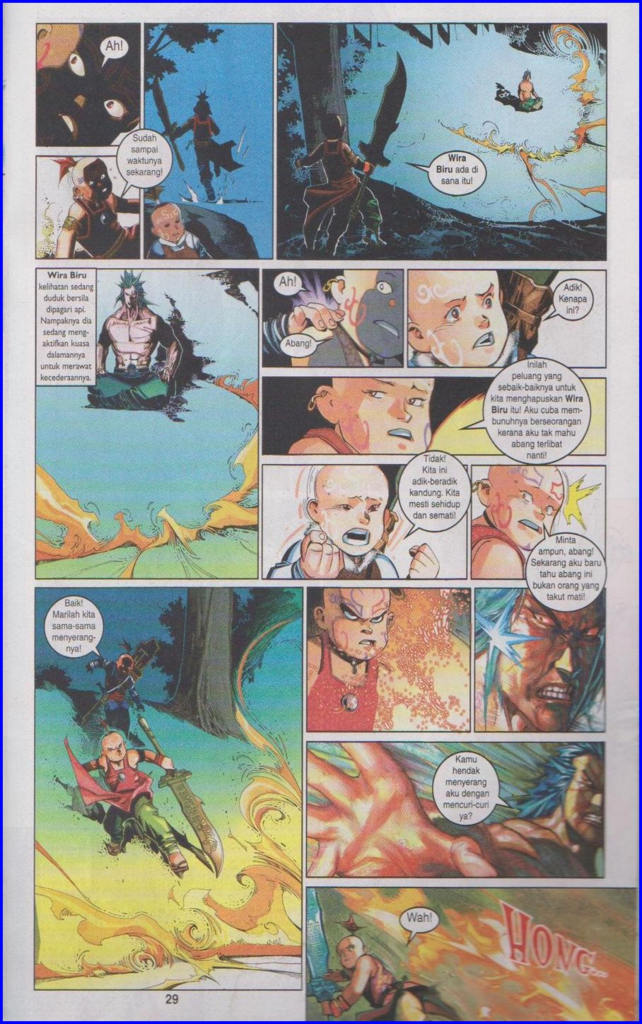 Ah!
Sudah
sampai
waktunya
sekarang!
Wira
Biru ada di
sana itu!
Wira Biru
kelihatan sedang
duduk bersila
dipagari api.
Nampaknya dia
sedang meng-
aktifkan kuasa
dalamannya
untuk merawat
kecederaannya.
Ah!
Abang!
Adik!
Kenapa
ini?
Inilah
peluang yang
sebaik-baiknya untuk
kita menghapuskan Wira
Biru itu! Aku cuba mem-
bunuhnya berseorangan
kerana aku tak mahu
abang terlibat
nanti!
Tidak!
Kita ini
adik-beradik
kandung. Kita
mesti sehidup
dan semati!
Minta
ampun, abang!
Sekarang aku baru
tahu abang ini
bukan orang yang
takut mati!
Baik!
Marilah kita
sama-sama
menyerang-
nya!
Kamu
hendak
menyerang
aku dengan
mencuri-curi
ya?
Wah!
HONG...
29